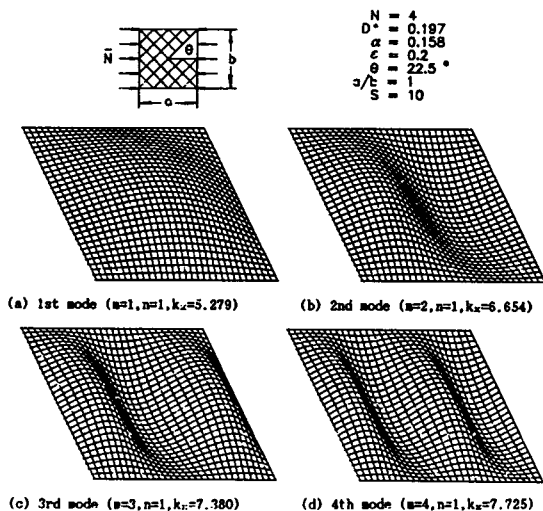 N = 4
D* = 0.197
α = 0.158
ε = 0.2
θ = 22.5 °
a/b = 1
S = 10
N̄
θ
b
a
(a) 1st mode (m=1,n=1,kx=5.279)
(b) 2nd mode (m=2,n=1,kx=6.654)
(c) 3rd mode (m=3,n=1,kx=7.380)
(d) 4th mode (m=4,n=1,kx=7.725)